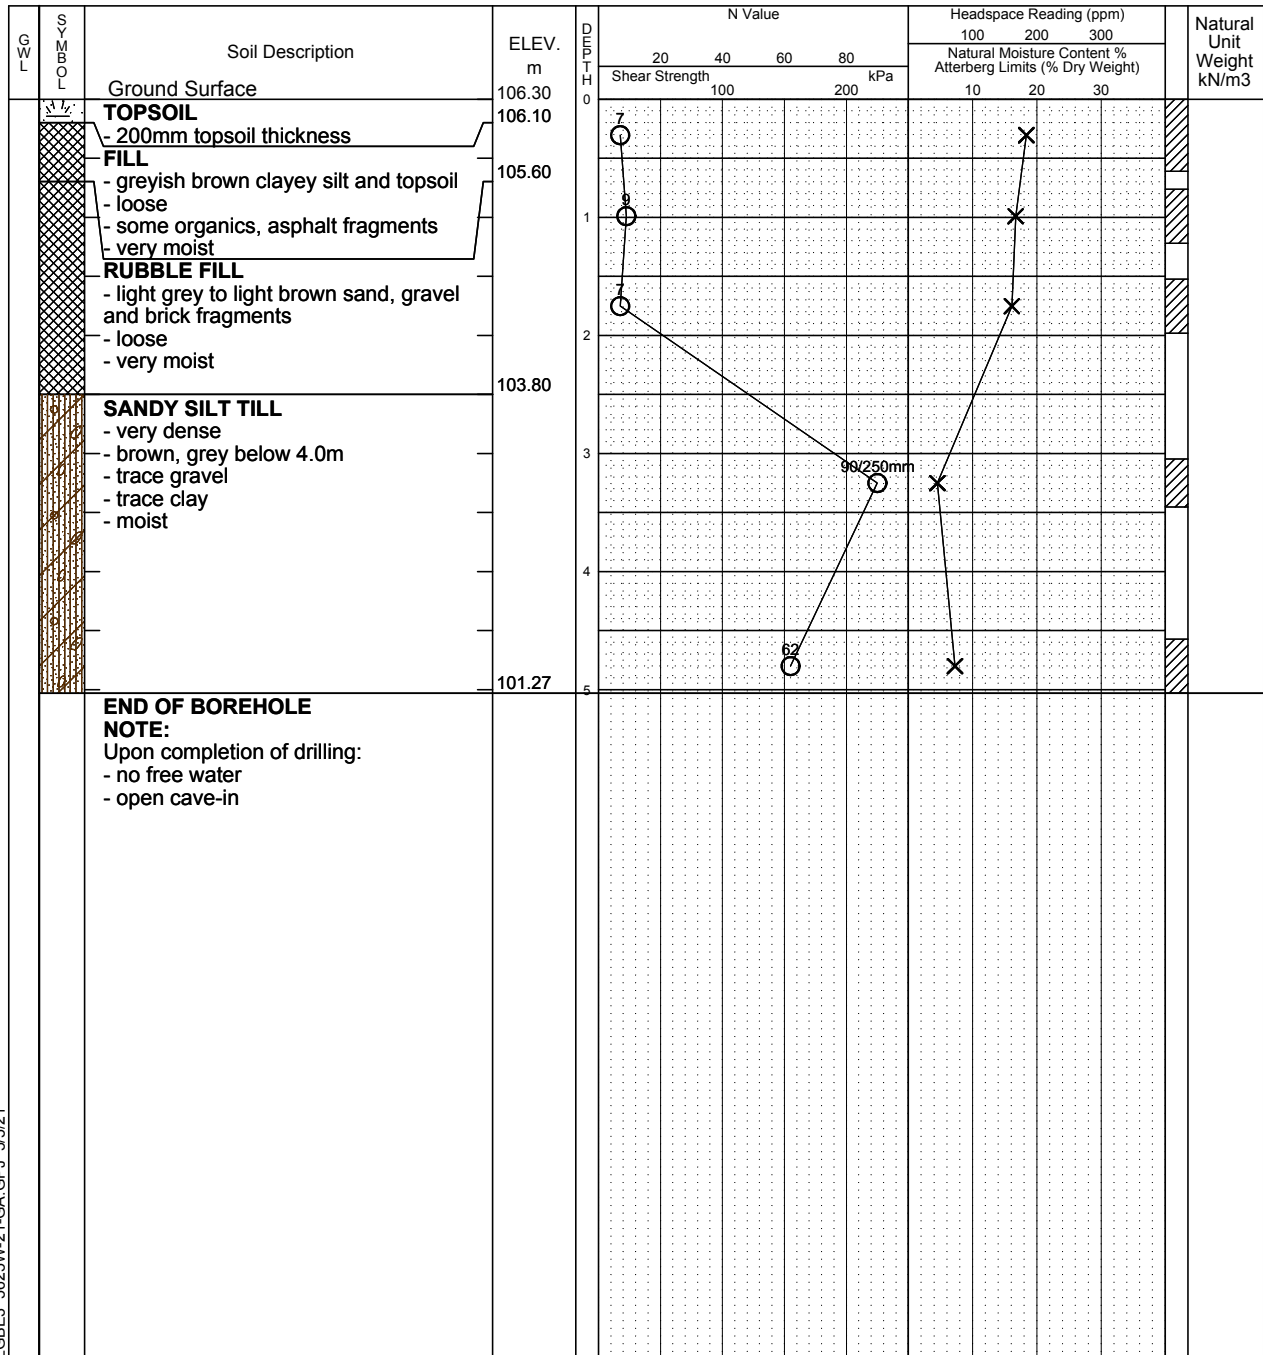 GWL
SYMBOL
Soil Description
Ground Surface
ELEV.
m
DEPTH
N Value
20 40 60 80
Shear Strength kPa
100 200
Headspace Reading (ppm)
100 200 300
Natural Moisture Content %
Atterberg Limits (% Dry Weight)
10 20 30
Natural
Unit
Weight
kN/m3
106.30
0
TOPSOIL
106.10
- 200mm topsoil thickness
7
FILL
105.60
- greyish brown clayey silt and topsoil
- loose
9
1
- some organics, asphalt fragments
- very moist
RUBBLE FILL
- light grey to light brown sand, gravel
and brick fragments
7
- loose
2
- very moist
103.80
SANDY SILT TILL
- very dense
- brown, grey below 4.0m
3
- trace gravel
90/250mm
- trace clay
- moist
4
62
101.27
5
END OF BOREHOLE
NOTE:
Upon completion of drilling:
- no free water
- open cave-in